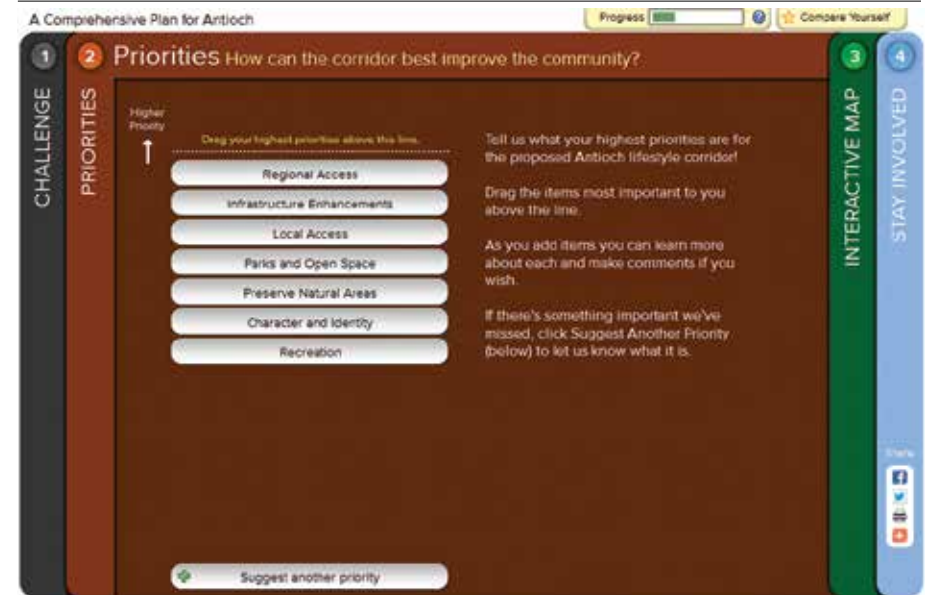 A Comprehensive Plan for Antioch
Progress
?
Compare Yourself
1
CHALLENGE
2
PRIORITIES
Priorities How can the corridor best improve the community?
Higher
Priority
Drag your highest priorities above this line.
Regional Access
Infrastructure Enhancements
Local Access
Parks and Open Space
Preserve Natural Areas
Character and Identity
Recreation
Suggest another priority
Tell us what your highest priorities are for
the proposed Antioch lifestyle corridor!
Drag the items most important to you
above the line.
As you add items you can learn more
about each and make comments if you
wish.
If there's something important we've
missed, click Suggest Another Priority
(below) to let us know what it is.
3
INTERACTIVE MAP
4
STAY INVOLVED
Share